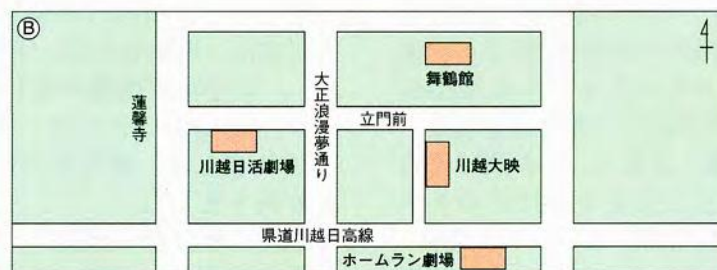 Ⓑ
蓮馨寺
大正浪漫夢通り
舞鶴館
立門前
川越日活劇場
川越大映
県道川越日高線
ホームラン劇場